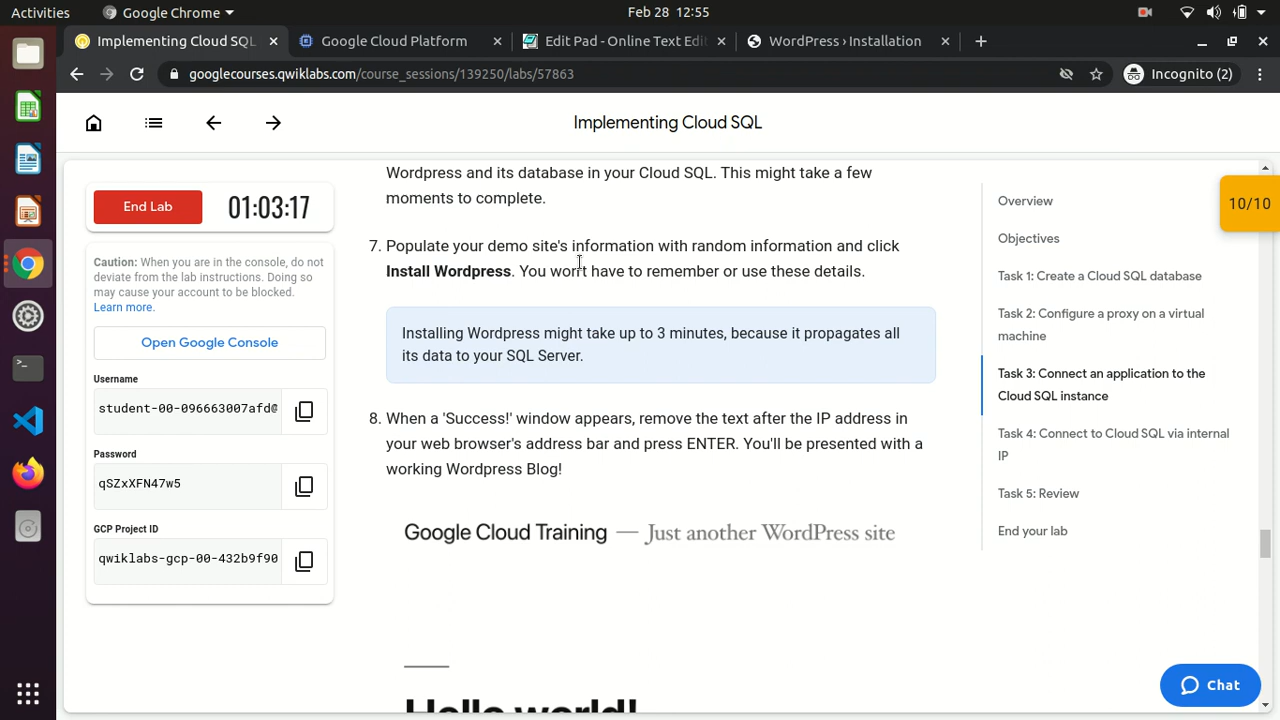 Activities
Google Chrome
Feb 28 12:55
Implementing Cloud SQL
Google Cloud Platform
Edit Pad - Online Text Edit
WordPress › Installation
googlecourses.qwiklabs.com/course_sessions/139250/labs/57863
Incognito (2)
Implementing Cloud SQL
End Lab
01:03:17
Caution: When you are in the console, do not
deviate from the lab instructions. Doing so
may cause your account to be blocked.
Learn more.
Open Google Console
Username
student-00-096663007afd@
Password
qSZxXFN47w5
GCP Project ID
qwiklabs-gcp-00-432b9f90
Wordpress and its database in your Cloud SQL. This might take a few
moments to complete.
7. Populate your demo site's information with random information and click
Install Wordpress. You won't have to remember or use these details.
Installing Wordpress might take up to 3 minutes, because it propagates all
its data to your SQL Server.
8. When a 'Success!' window appears, remove the text after the IP address in
your web browser's address bar and press ENTER. You'll be presented with a
working Wordpress Blog!
Google Cloud Training — Just another WordPress site
Hello world!
Overview
Objectives
Task 1: Create a Cloud SQL database
Task 2: Configure a proxy on a virtual
machine
Task 3: Connect an application to the
Cloud SQL instance
Task 4: Connect to Cloud SQL via internal
IP
Task 5: Review
End your lab
10/10
Chat